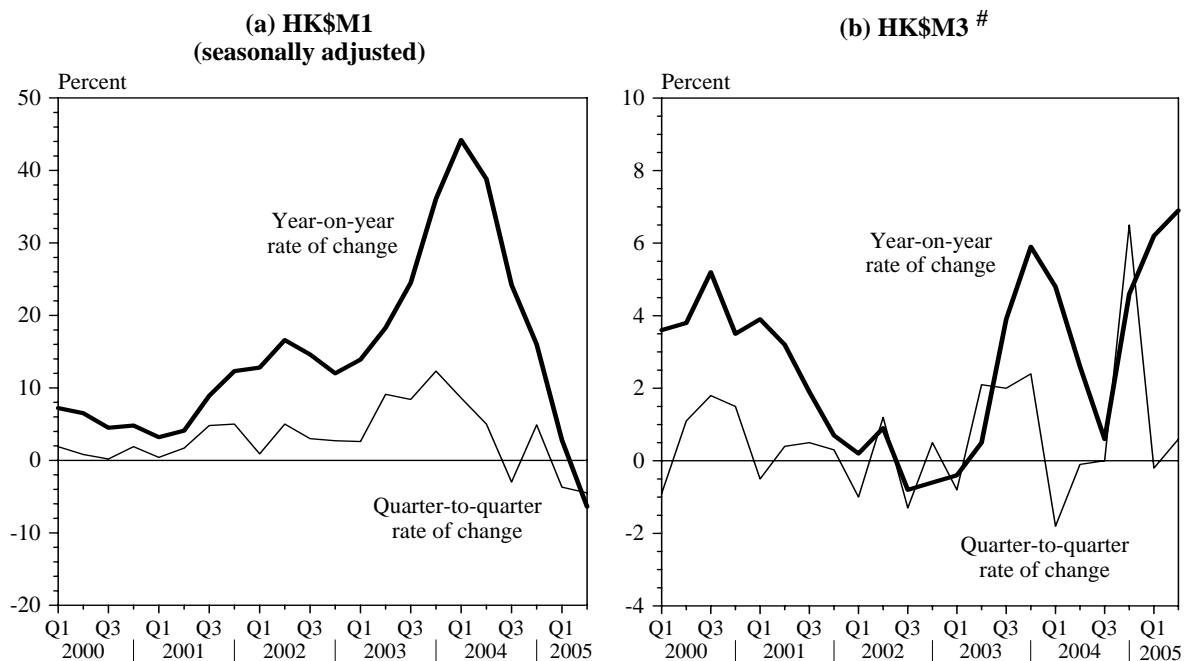 (a) HK$M1
(seasonally adjusted)
Percent
50
40
30
20
10
0
-10
-20
Year-on-year
rate of change
Quarter-to-quarter
rate of change
Q1 Q3 Q1 Q3 Q1 Q3 Q1 Q3 Q1 Q3 Q1
2000 2001 2002 2003 2004 2005
(b) HK$M3 #
Percent
10
8
6
4
2
0
-2
-4
Year-on-year
rate of change
Quarter-to-quarter
rate of change
Q1 Q3 Q1 Q3 Q1 Q3 Q1 Q3 Q1 Q3 Q1
2000 2001 2002 2003 2004 2005